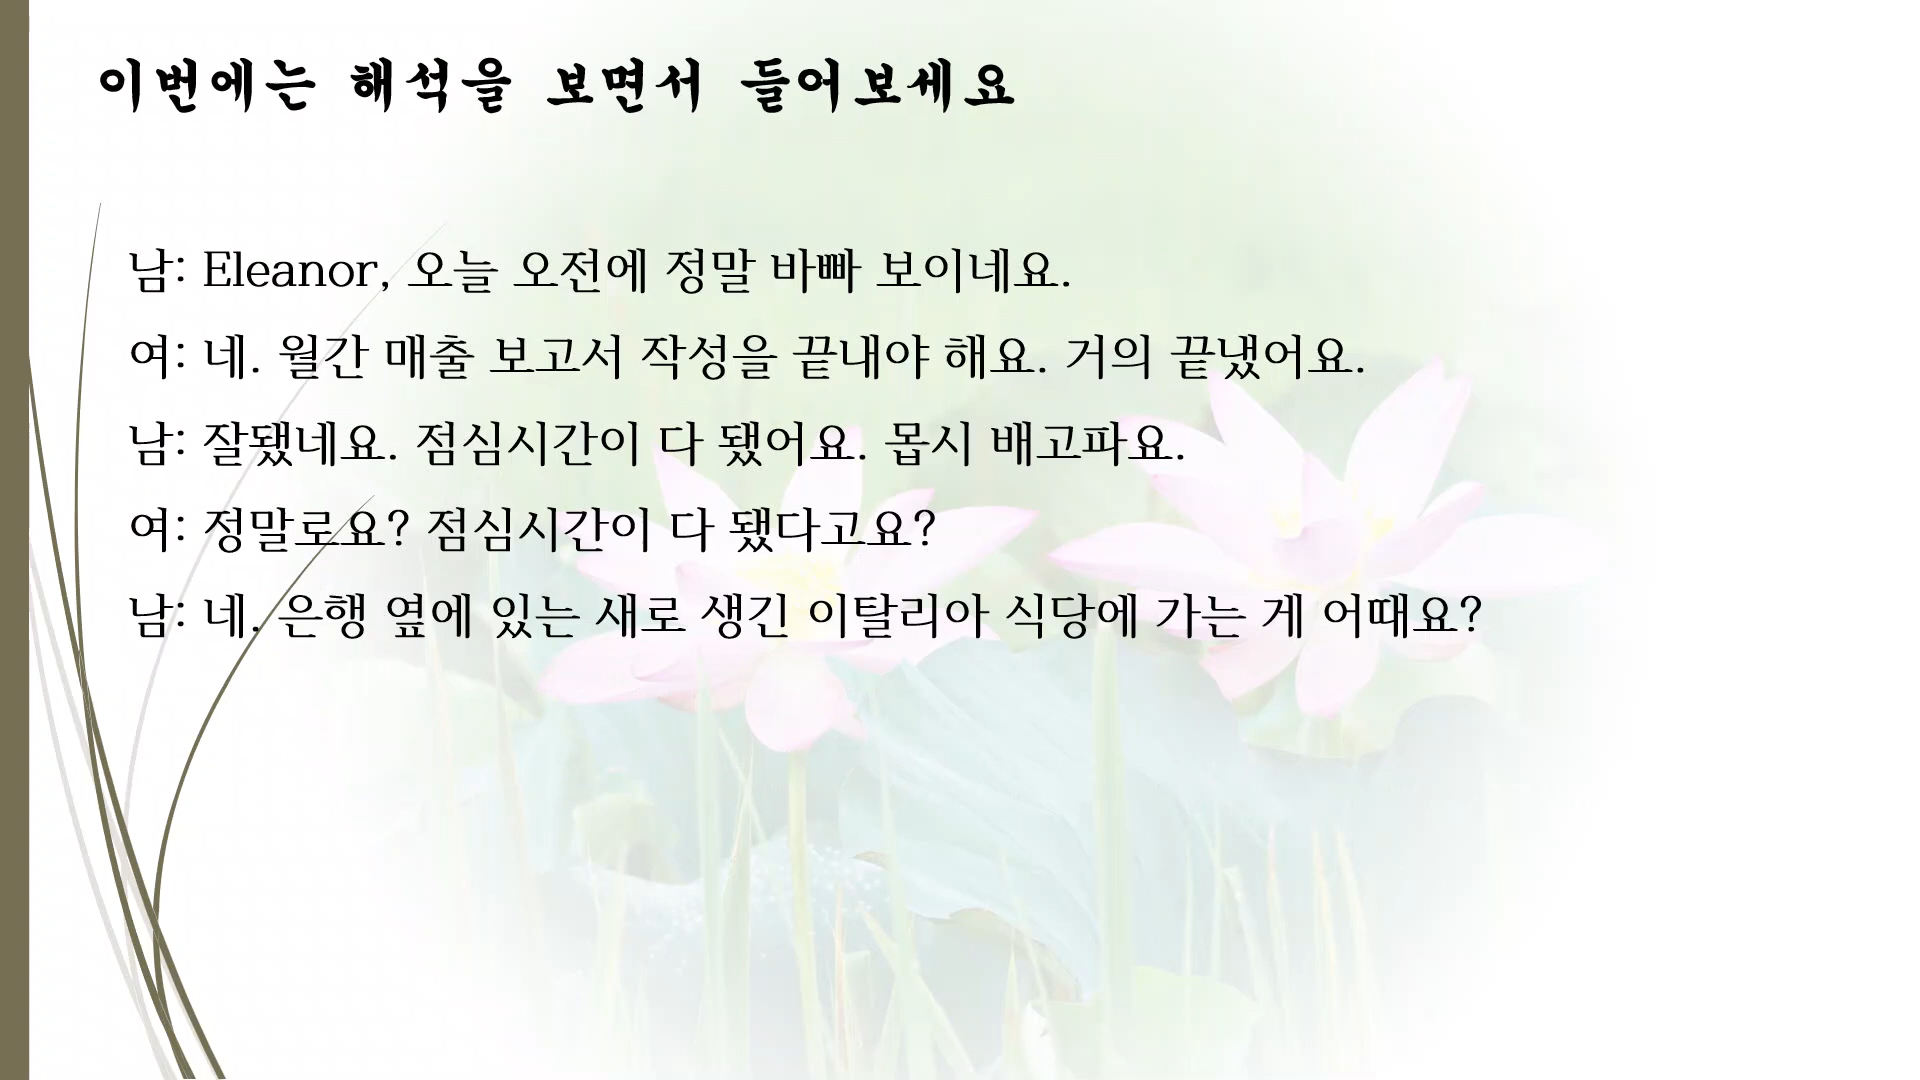 이번에는 해석을 보면서 들어보세요
남: Eleanor, 오늘 오전에 정말 바빠 보이네요.
여: 네. 월간 매출 보고서 작성을 끝내야 해요. 거의 끝냈어요.
남: 잘됐네요. 점심시간이 다 됐어요. 몹시 배고파요.
여: 정말로요? 점심시간이 다 됐다고요?
남: 네. 은행 옆에 있는 새로 생긴 이탈리아 식당에 가는 게 어때요?